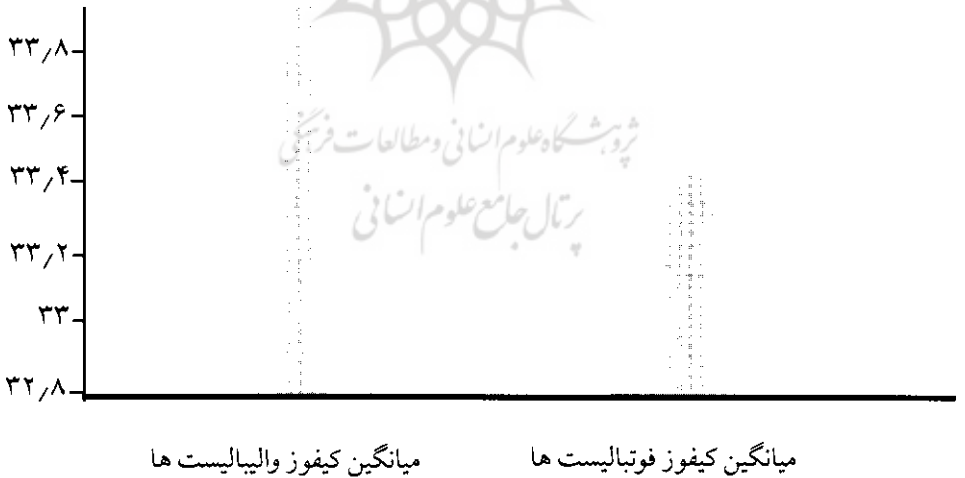 ۳۳٫۸
۳۳٫۶
پژوهشگاه علوم انسانی و مطالعات فرهنگی
۳۳٫۴
پرتال جامع علوم انسانی
۳۳٫۲
۳۳
۳۲٫۸
میانگین کیفوز فوتبالیست ها
میانگین کیفوز والیبالیست ها